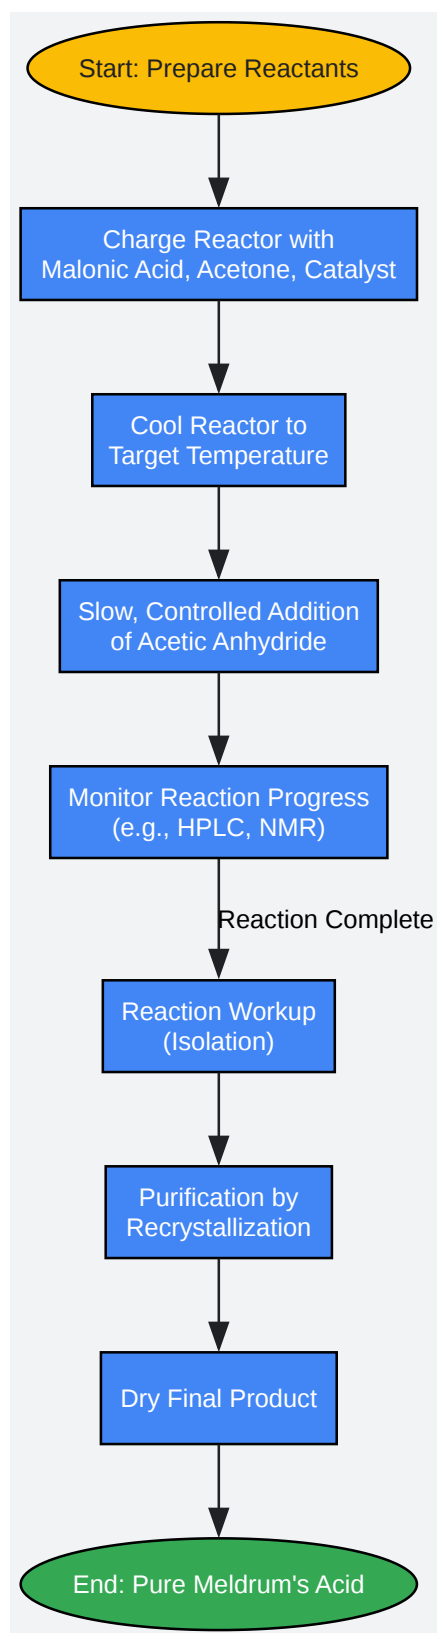 Start: Prepare Reactants
Charge Reactor with
Malonic Acid, Acetone, Catalyst
Cool Reactor to
Target Temperature
Slow, Controlled Addition
of Acetic Anhydride
Monitor Reaction Progress
(e.g., HPLC, NMR)
Reaction Complete
Reaction Workup
(Isolation)
Purification by
Recrystallization
Dry Final Product
End: Pure Meldrum's Acid